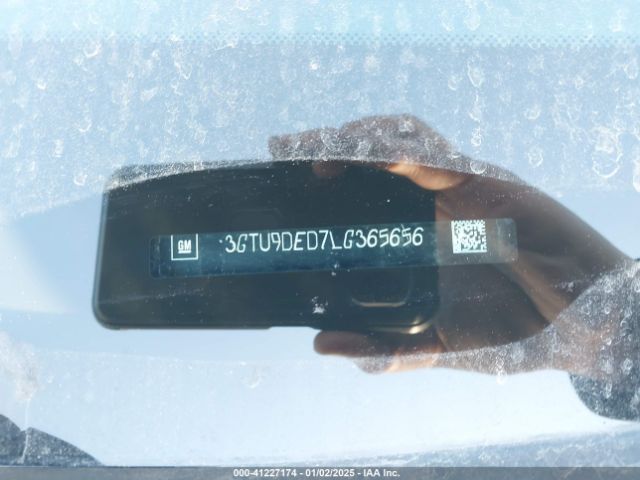 GM
3GTU9DED7LG365656
000-41227174 | 01/02/2025 - IAA Inc.